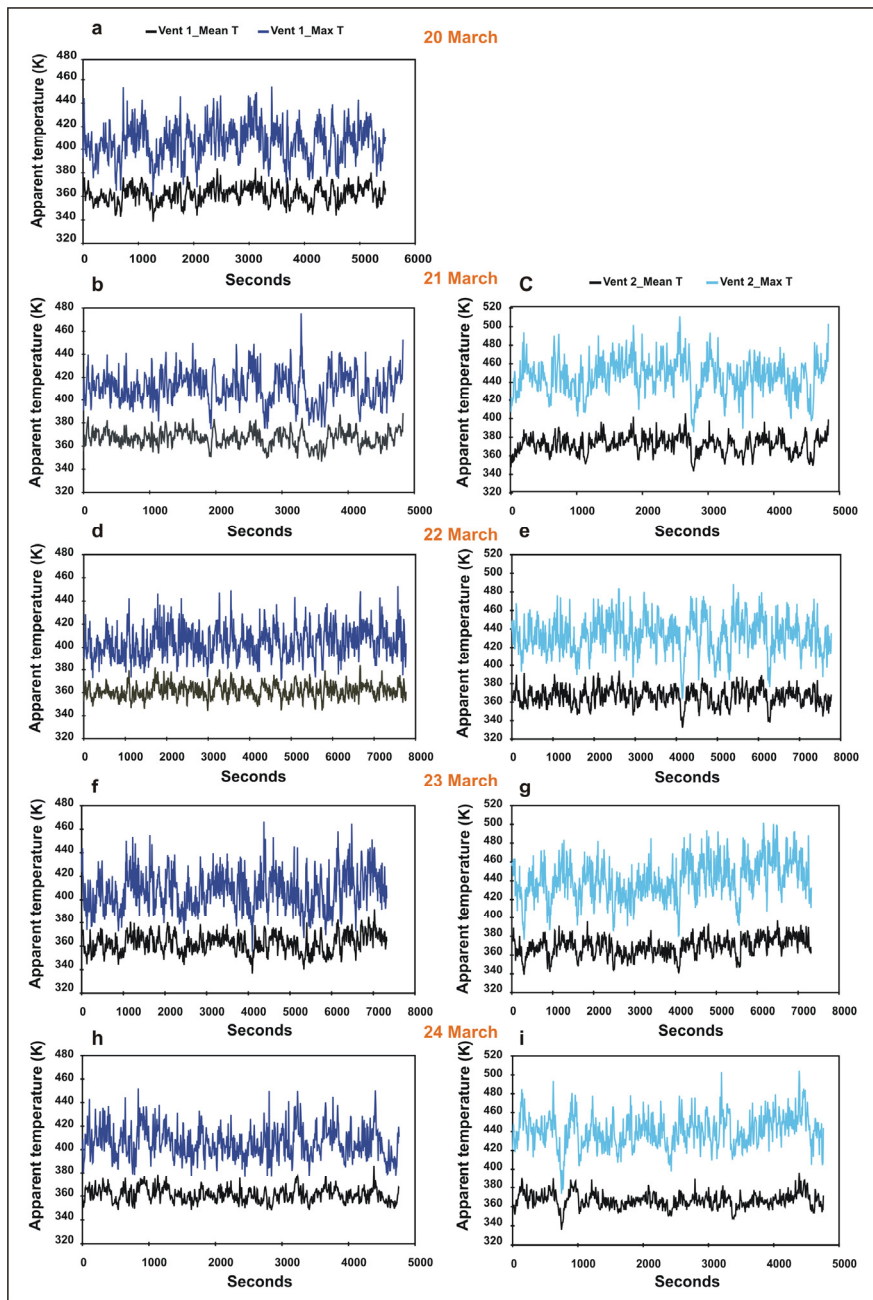 a
Vent 1_Mean T Vent 1_Max T
20 March
Apparent temperature (K)
480
460
440
420
400
380
360
340
320
0 1000 2000 3000 4000 5000 6000
Seconds
b
21 March
C
Vent 2_Mean T Vent 2_Max T
Apparent temperature (K)
480
460
440
420
400
380
360
340
320
0 1000 2000 3000 4000 5000
Seconds
Apparent temperature (K)
520
500
480
460
440
420
400
380
360
340
320
0 1000 2000 3000 4000 5000
Seconds
d
22 March
e
Apparent temperature (K)
480
460
440
420
400
380
360
340
320
0 1000 2000 3000 4000 5000 6000 7000 8000
Seconds
Apparent temperature (K)
520
480
440
400
360
320
0 1000 2000 3000 4000 5000 6000 7000 8000
Seconds
f
23 March
g
Apparent temperature (K)
480
460
440
420
400
380
360
340
320
0 1000 2000 3000 4000 5000 6000 7000 8000
Seconds
Apparent temperature (K)
520
500
480
460
440
420
400
380
360
340
320
0 1000 2000 3000 4000 5000 6000 7000 8000
Seconds
h
24 March
i
Apparent temperature (K)
480
460
440
420
400
380
360
340
320
0 1000 2000 3000 4000 5000
Seconds
Apparent temperature (K)
520
500
480
460
440
420
400
380
360
340
320
0 1000 2000 3000 4000 5000
Seconds